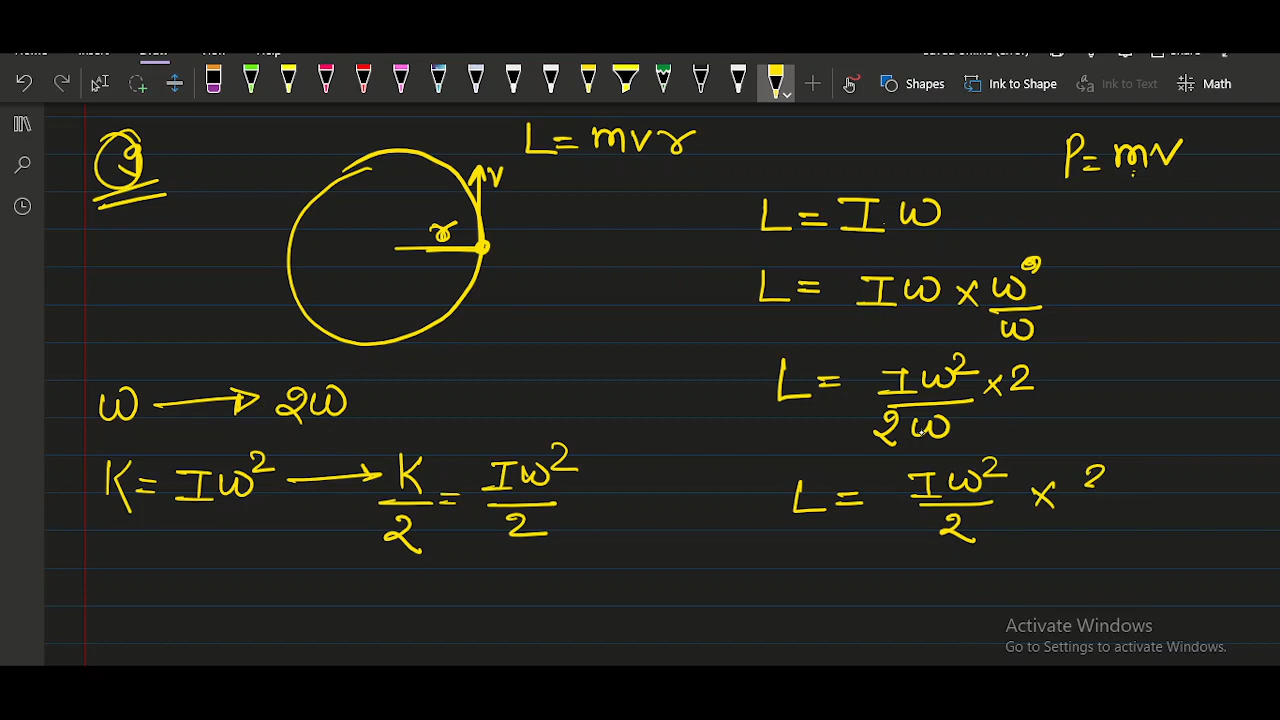 Shapes Ink to Shape Ink to Text Math
Q
L = mvr
P = mv
v
r
L = Iω
L = Iω × ω/ω
L = Iω²/2ω × 2
ω → 2ω
K = Iω² → K/2 = Iω²/2
L = Iω²/2 × 2
Activate Windows
Go to Settings to activate Windows.